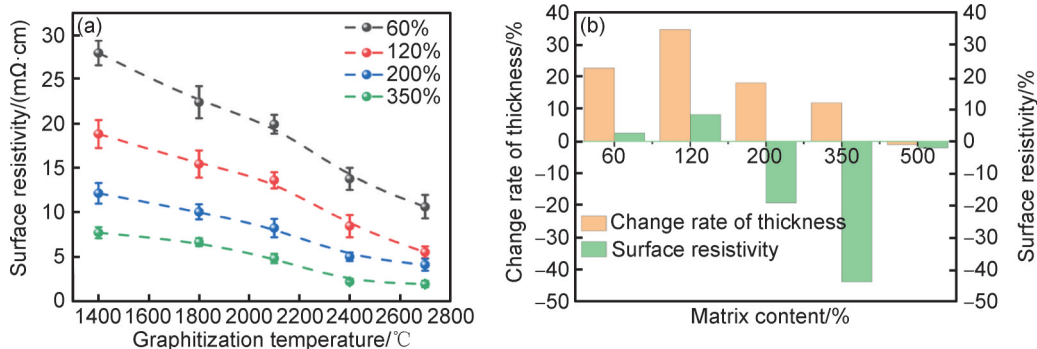 (a)
60%
120%
200%
350%
Surface resistivity/(mΩ·cm)
30
25
20
15
10
5
0
1400 1600 1800 2000 2200 2400 2600 2800
Graphitization temperature/℃
(b)
Change rate of thickness/%
40
30
20
10
0
−10
−20
−30
−40
−50
60 120 200 350 500
Change rate of thickness
Surface resistivity
Matrix content/%
40
30
20
10
0
−10
−20
−30
−40
−50
Surface resistivity/%